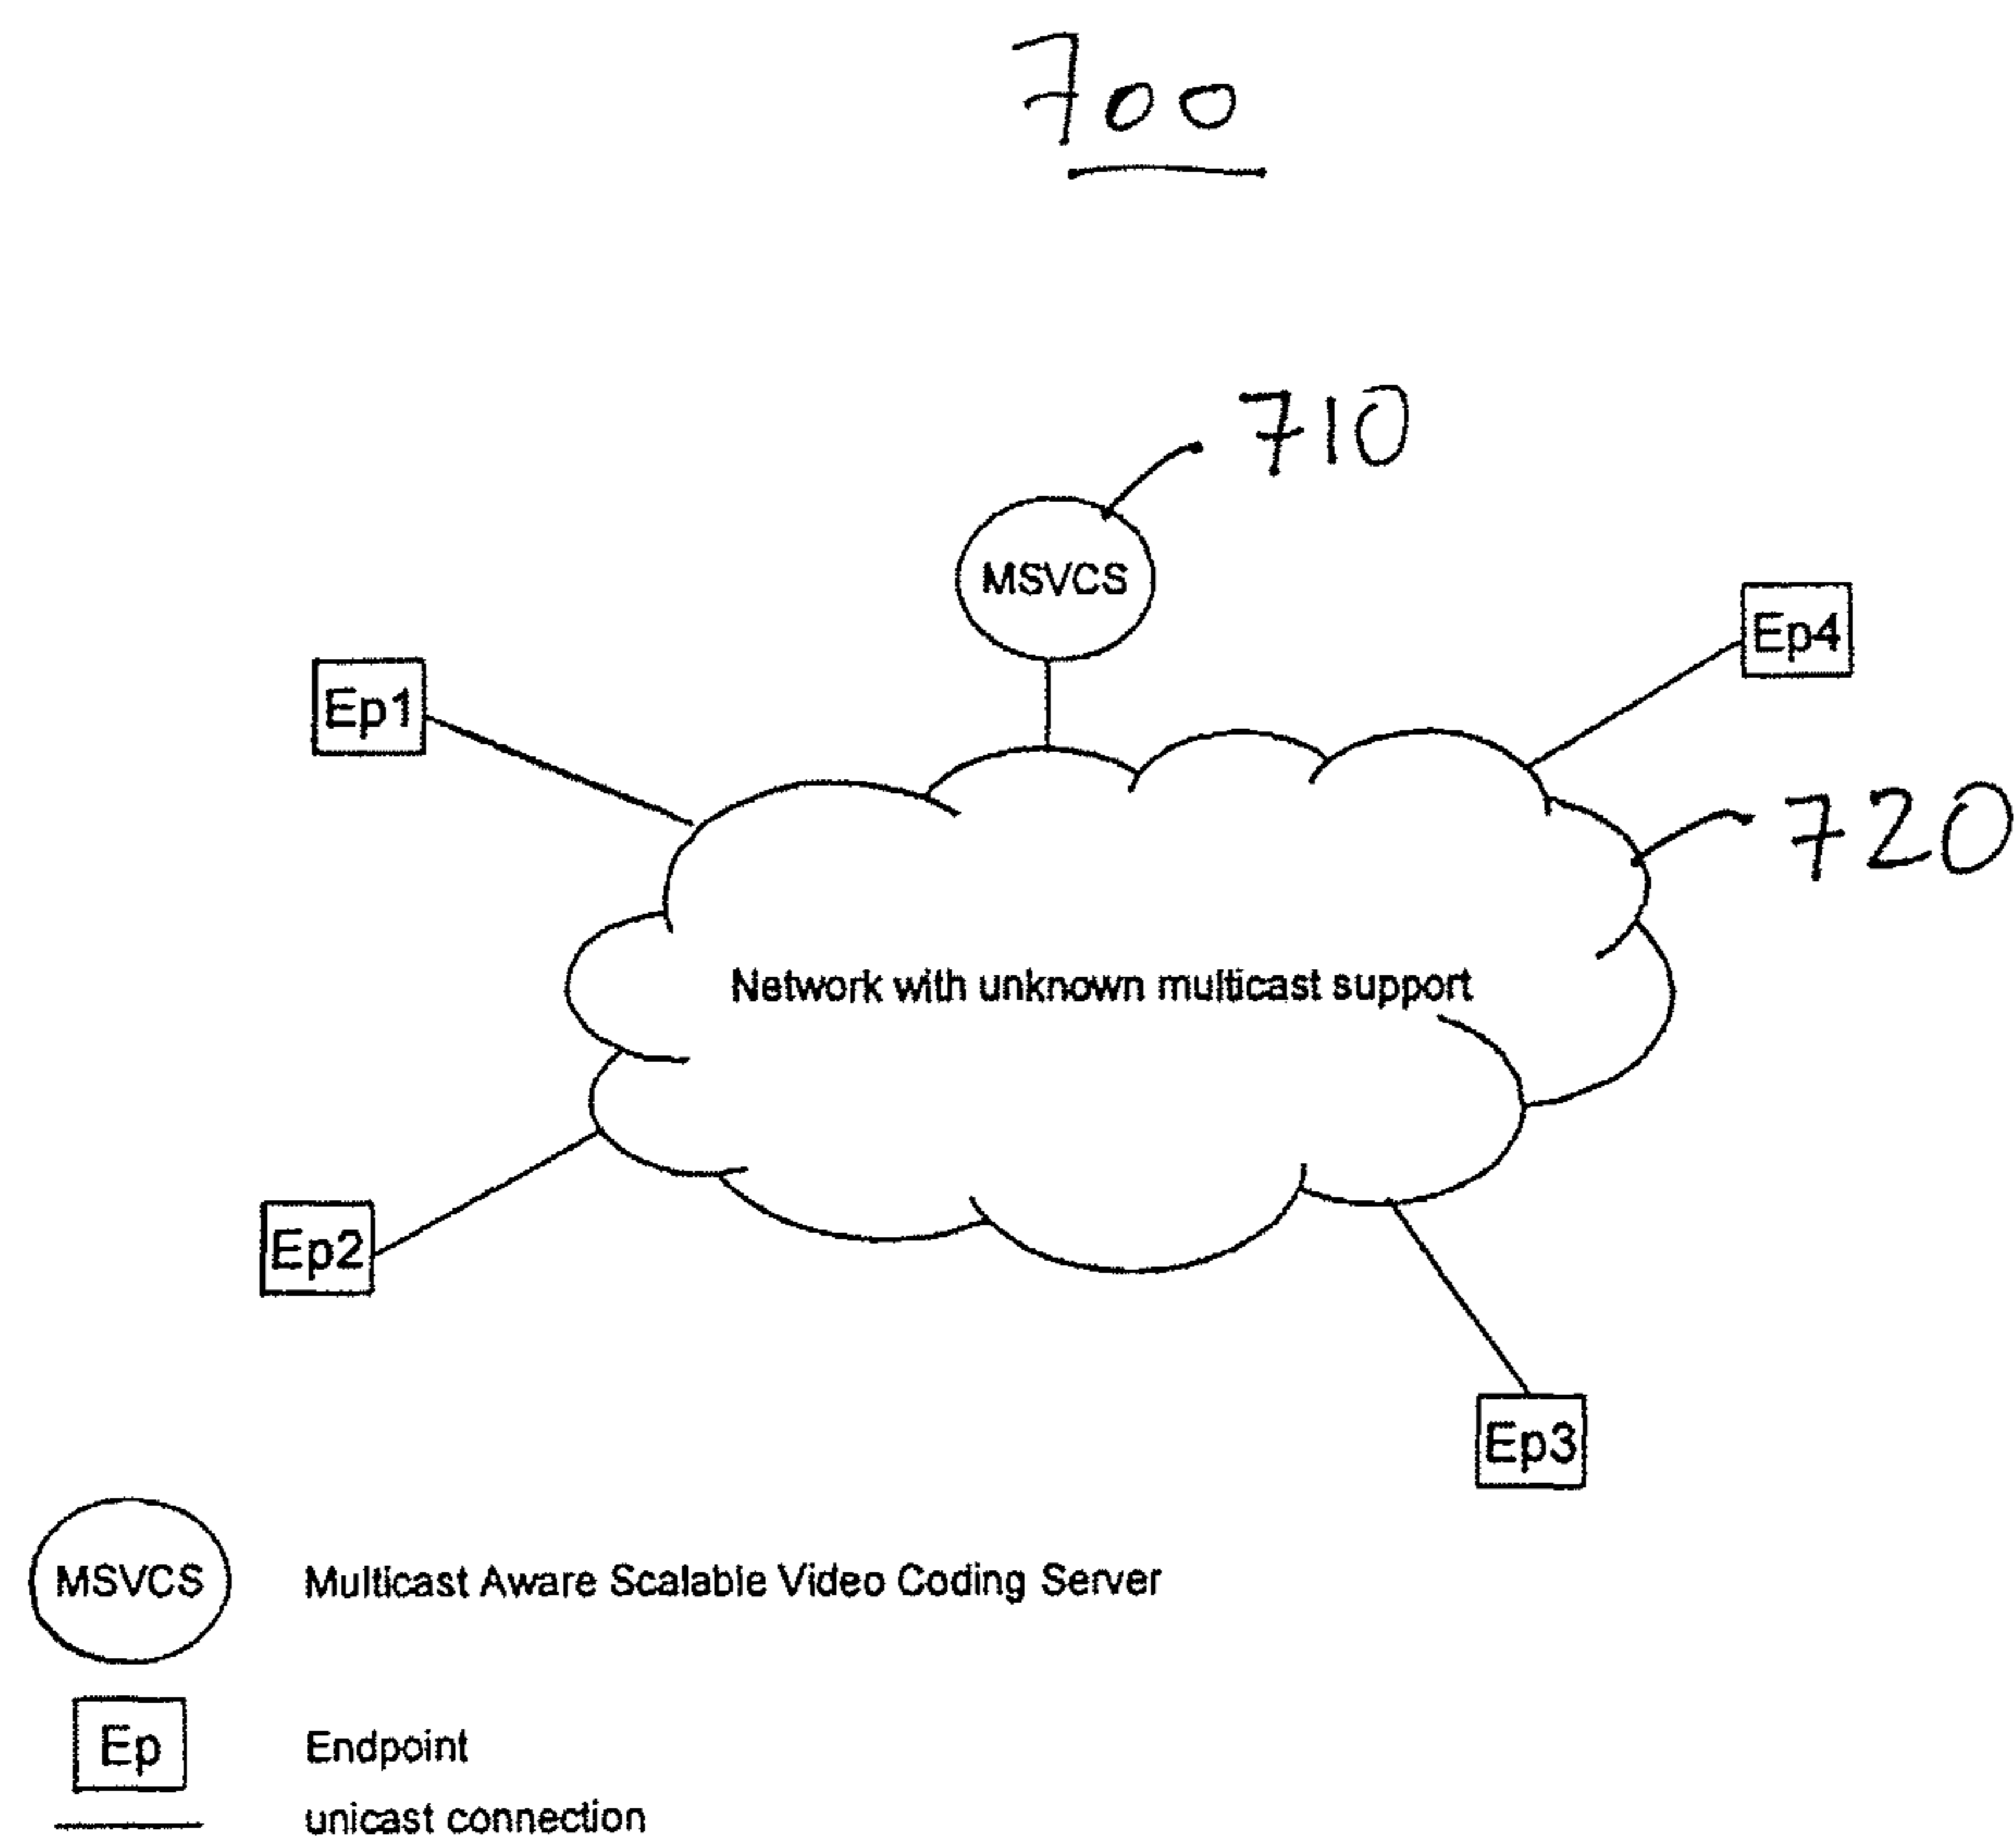 700
710
MSVCS
Ep4
Ep1
720
Network with unknown multicast support
Ep2
Ep3
MSVCS Multicast Aware Scalable Video Coding Server
Ep Endpoint
unicast connection